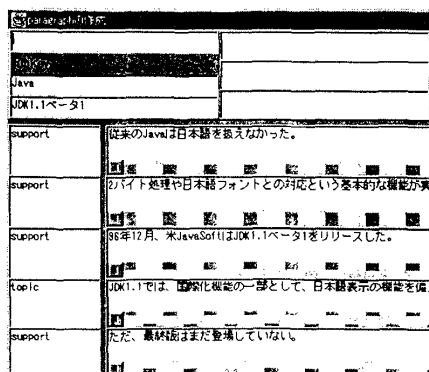 paragraphの作成
Java
JDK1.1ベータ1
support
従来のJavaは日本語を扱えなかった。
support
2バイト処理や日本語フォントとの対応という基本的な機能が実
support
96年12月、米JavaSoftはJDK1.1ベータ1をリリースした。
topic
JDK1.1では、国際化機能の一部として、日本語表示の機能を備
support
ただ、最終版はまだ登場していない。